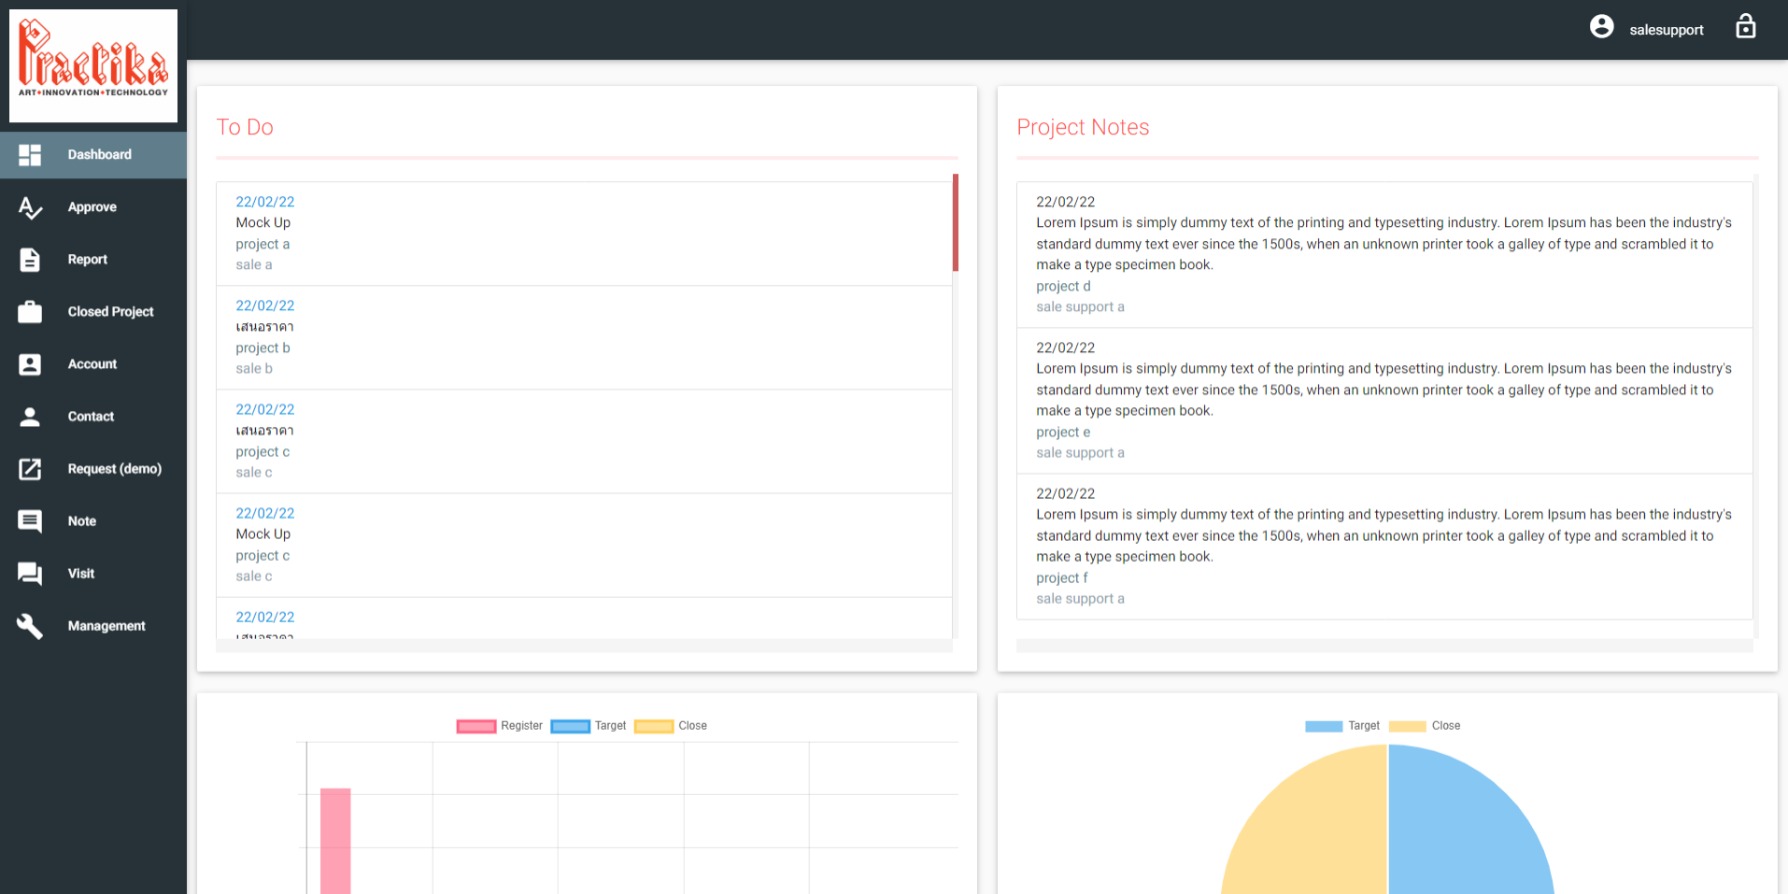 Practika
ART•INNOVATION•TECHNOLOGY
salesupport
Dashboard
Approve
Report
Closed Project
Account
Contact
Request (demo)
Note
Visit
Management
To Do
22/02/22
Mock Up
project a
sale a
22/02/22
เสนอราคา
project b
sale b
22/02/22
เสนอราคา
project c
sale c
22/02/22
Mock Up
project c
sale c
22/02/22
เสนอราคา
Project Notes
22/02/22
Lorem Ipsum is simply dummy text of the printing and typesetting industry. Lorem Ipsum has been the industry's
standard dummy text ever since the 1500s, when an unknown printer took a galley of type and scrambled it to
make a type specimen book.
project d
sale support a
22/02/22
Lorem Ipsum is simply dummy text of the printing and typesetting industry. Lorem Ipsum has been the industry's
standard dummy text ever since the 1500s, when an unknown printer took a galley of type and scrambled it to
make a type specimen book.
project e
sale support a
22/02/22
Lorem Ipsum is simply dummy text of the printing and typesetting industry. Lorem Ipsum has been the industry's
standard dummy text ever since the 1500s, when an unknown printer took a galley of type and scrambled it to
make a type specimen book.
project f
sale support a
Register Target Close
Target Close